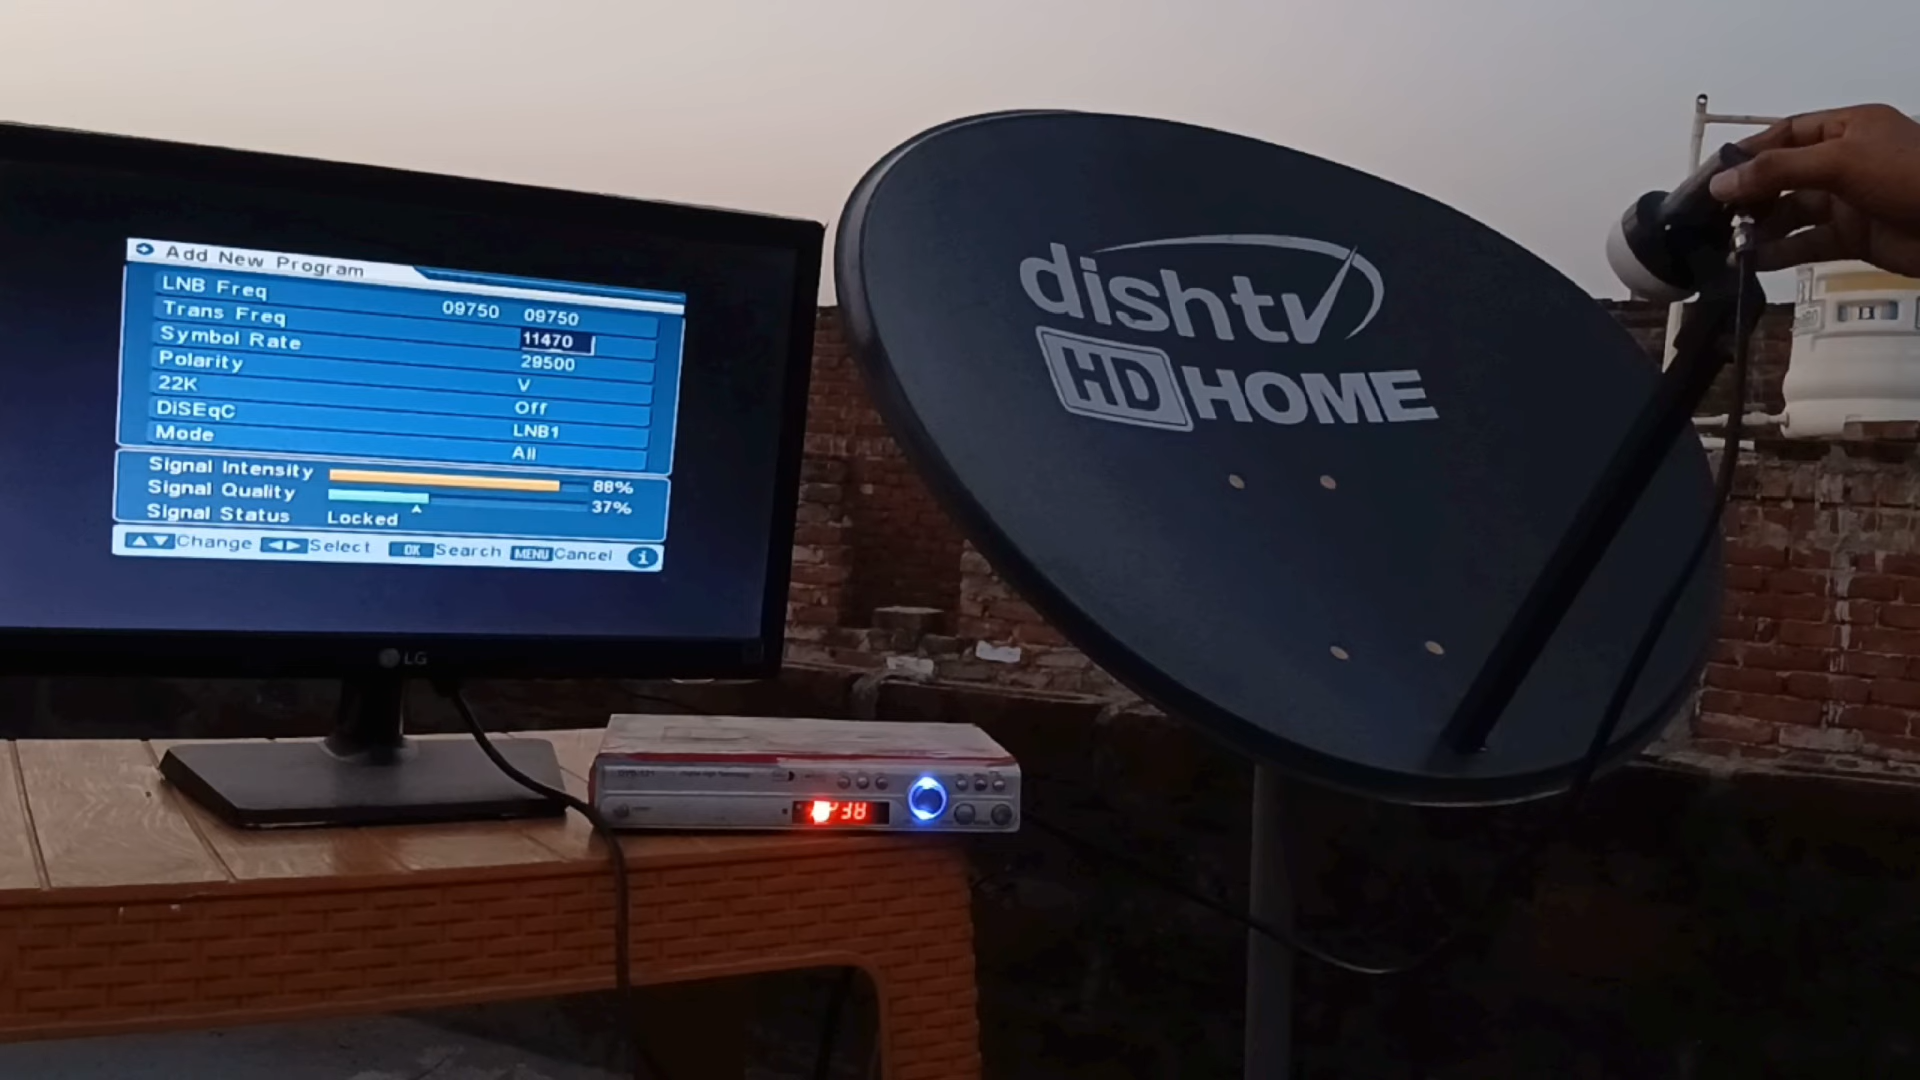 Add New Program
LNB Freq 09750 09750
Trans Freq 11470
Symbol Rate 29500
Polarity V
22K Off
DiSEqC LNB1
Mode All
Signal Intensity 88%
Signal Quality 37%
Signal Status Locked
Change Select OK Search MENU Cancel i
LG
38
dishtv
HD HOME
H